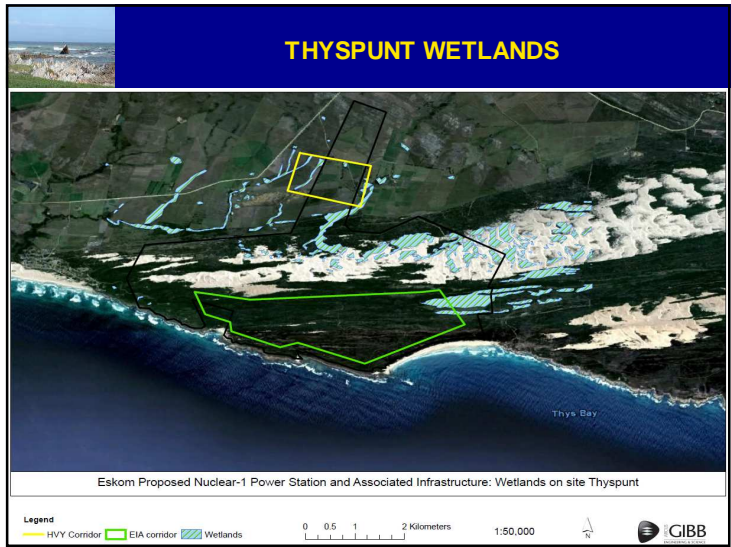 THYSPUNT WETLANDS
Thys Bay
Eskom Proposed Nuclear-1 Power Station and Associated Infrastructure: Wetlands on site Thyspunt
Legend
HVY Corridor EIA corridor Wetlands
0 0.5 1 2 Kilometers
1:50,000
N
GIBB